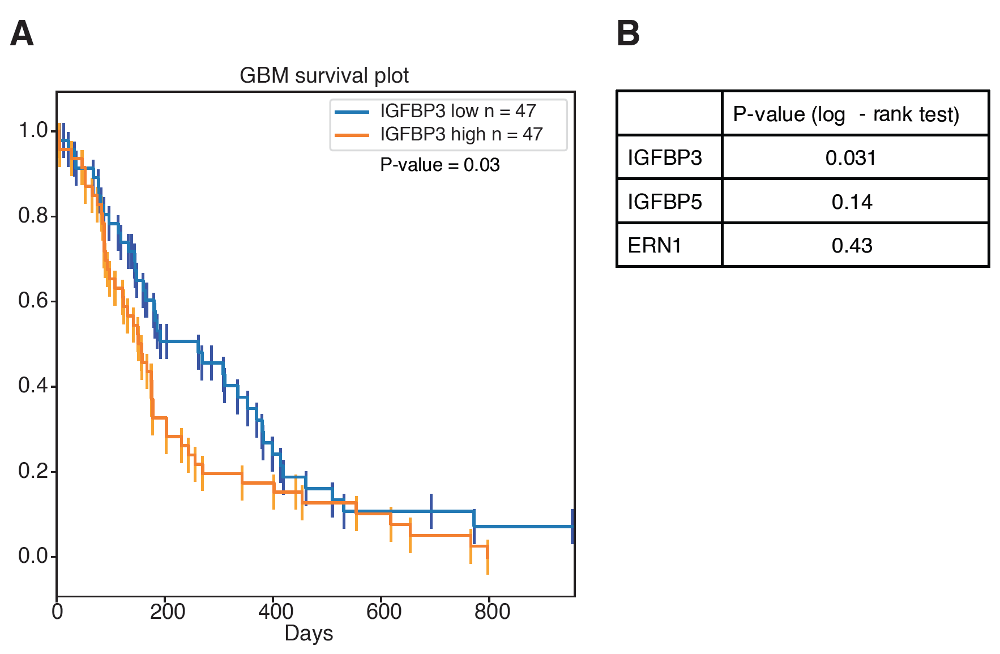 A
GBM survival plot
IGFBP3 low n = 47
IGFBP3 high n = 47
P-value = 0.03
1.0
0.8
0.6
0.4
0.2
0.0
0 200 400 600 800
Days
B
P-value (log - rank test)
IGFBP3 0.031
IGFBP5 0.14
ERN1 0.43